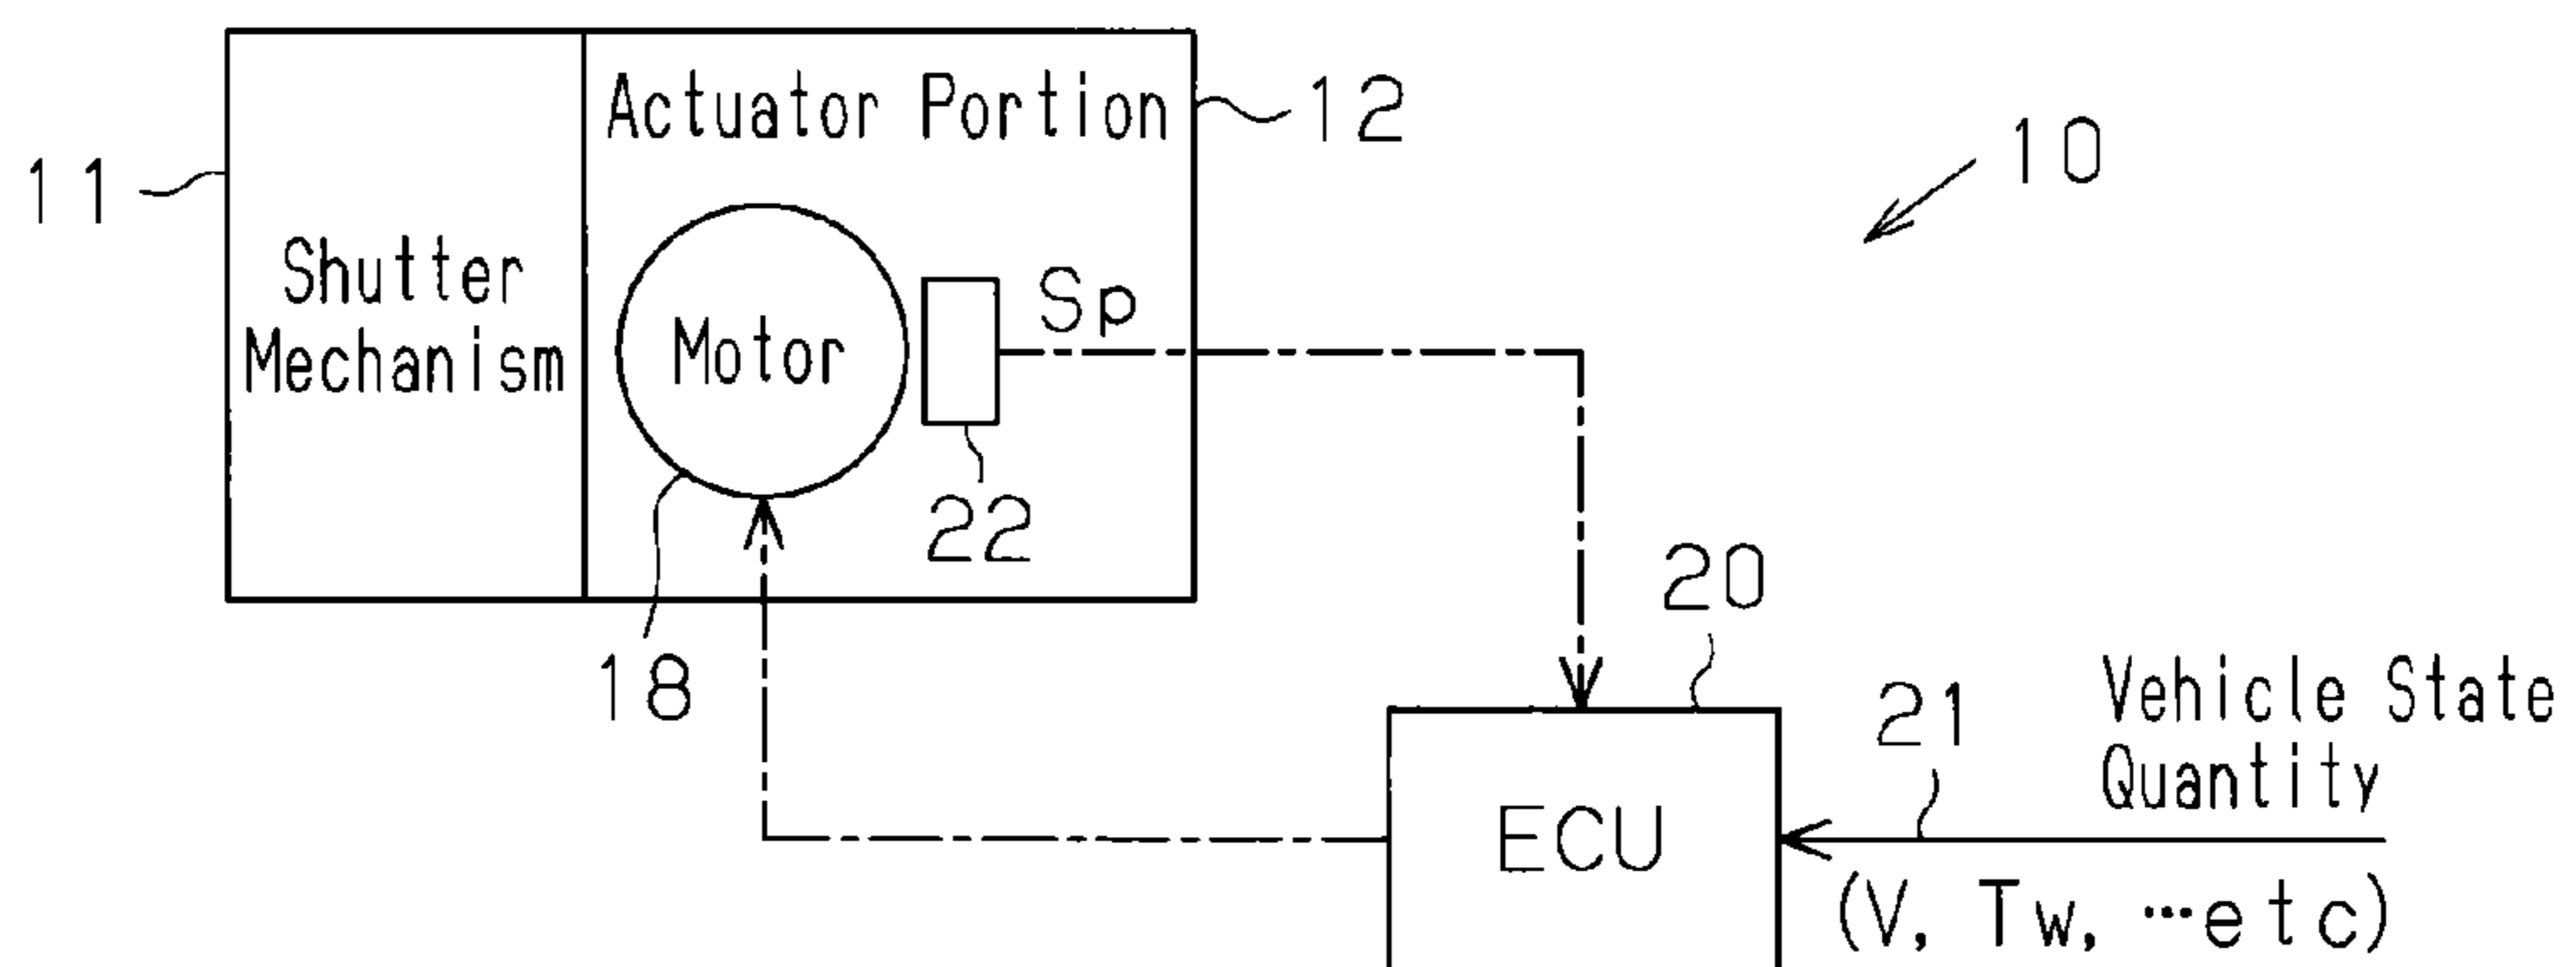 Actuator Portion
12
10
11
Shutter
Mechanism
Motor
Sp
22
18
20
21
Vehicle State
Quantity
ECU
(V, Tw, …etc)